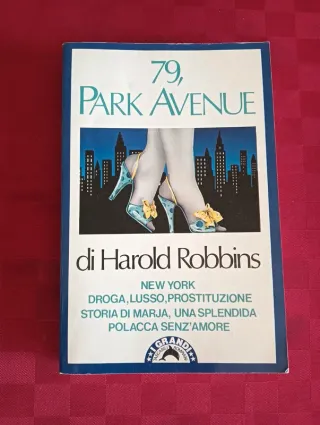 79,
PARK AVENUE
di Harold Robbins
NEW YORK
DROGA, LUSSO, PROSTITUZIONE
STORIA DI MARJA, UNA SPLENDIDA
POLACCA SENZ'AMORE
I GRANDI